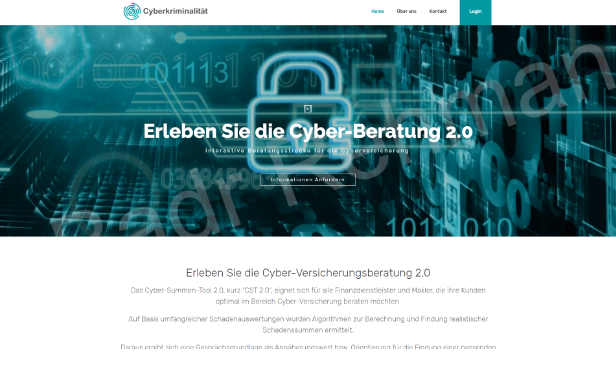 Cyberkriminalität
Home Über uns Kontakt Login
Erleben Sie die Cyber-Beratung 2.0
Interaktive Beratungsstrecke für die Cyberversicherung
Informationen Anfordern
Erleben Sie die Cyber-Versicherungsberatung 2.0
Das Cyber-Summen-Tool 2.0, kurz "CST 2.0", eignet sich für alle Finanzdienstleister und Makler, die Ihre Kunden
optimal im Bereich Cyber-Versicherung beraten möchten.
Auf Basis umfangreicher Schadenauswertungen wurden Algorithmen zur Berechnung und Findung realistischer
Schadenssummen ermittelt.
Daraus ergibt sich eine Gesprächsgrundlage als Annäherungswert bzw. Orientierung für die Findung einer passenden